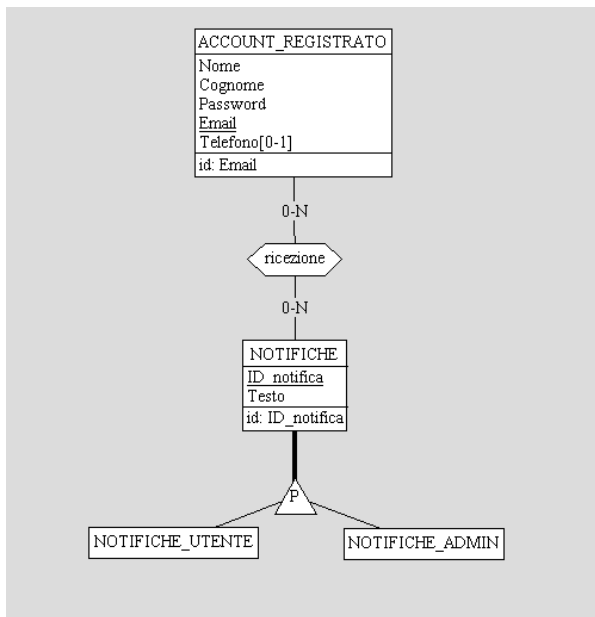 ACCOUNT_REGISTRATO
Nome
Cognome
Password
Email
Telefono[0-1]
id: Email
0-N
ricezione
0-N
NOTIFICHE
ID_notifica
Testo
id: ID_notifica
P
NOTIFICHE_UTENTE
NOTIFICHE_ADMIN